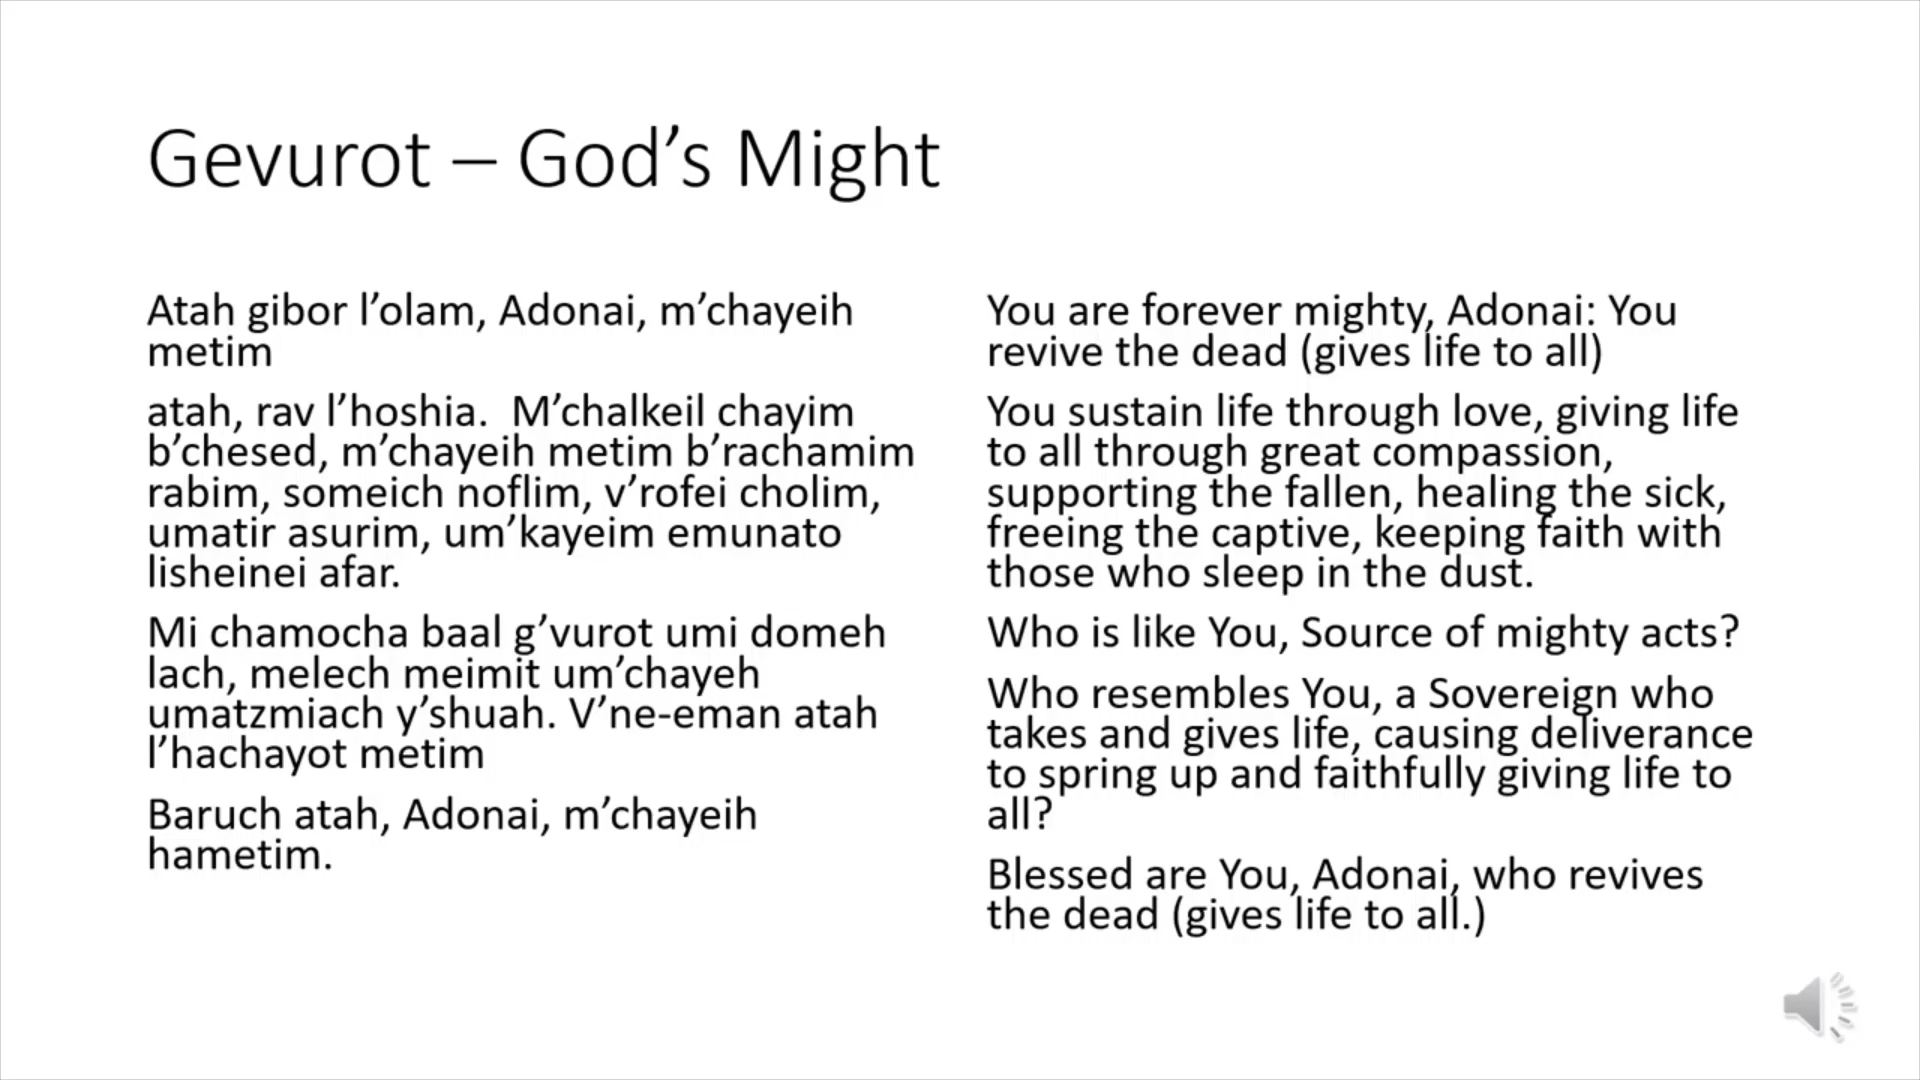 Gevurot – God’s Might
Atah gibor l’olam, Adonai, m’chayeih
metim
atah, rav l’hoshia.  M’chalkeil chayim
b’chesed, m’chayeih metim b’rachamim
rabim, someich noflim, v’rofei cholim,
umatir asurim, um’kayeim emunato
lisheinei afar.
Mi chamocha baal g’vurot umi domeh
lach, melech meimit um’chayeh
umatzmiach y’shuah. V’ne-eman atah
l’hachayot metim
Baruch atah, Adonai, m’chayeih
hametim.
You are forever mighty, Adonai: You
revive the dead (gives life to all)
You sustain life through love, giving life
to all through great compassion,
supporting the fallen, healing the sick,
freeing the captive, keeping faith with
those who sleep in the dust.
Who is like You, Source of mighty acts?
Who resembles You, a Sovereign who
takes and gives life, causing deliverance
to spring up and faithfully giving life to
all?
Blessed are You, Adonai, who revives
the dead (gives life to all.)